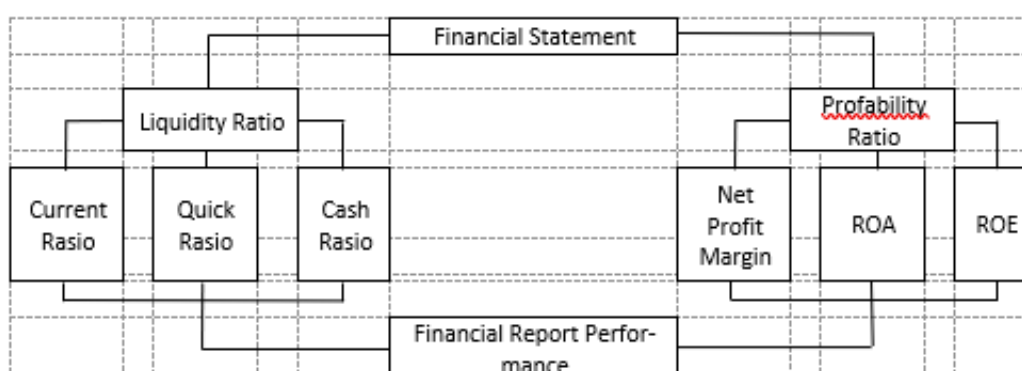 Financial Statement
Liquidity Ratio
Profability
Ratio
Current
Rasio
Quick
Rasio
Cash
Rasio
Net
Profit
Margin
ROA
ROE
Financial Report Perfor-
mance